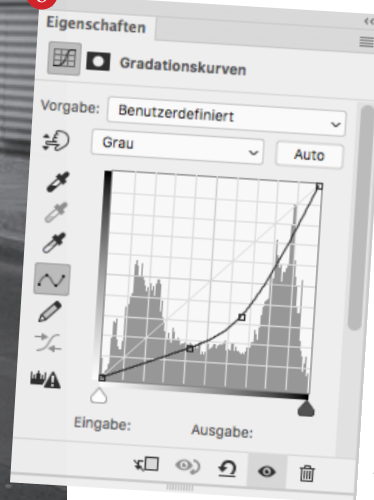 Eigenschaften
Gradationskurven
Vorgabe: Benutzerdefiniert
Grau Auto
Eingabe: Ausgabe: